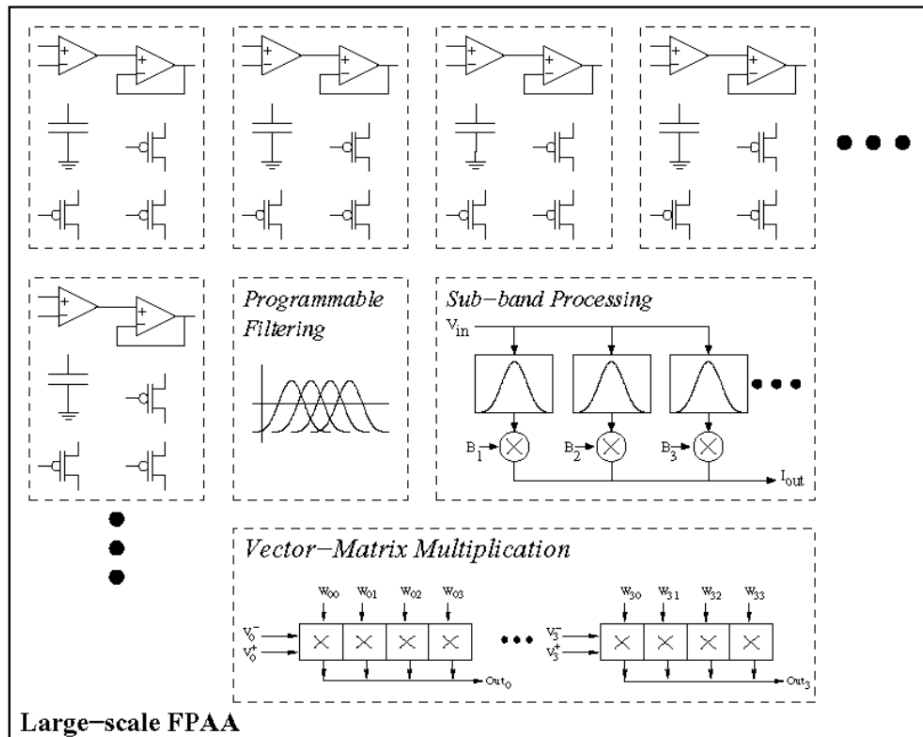 Programmable
Filtering
Sub-band Processing
V_in
B_1
B_2
B_3
I_out
Vector-Matrix Multiplication
W_00 W_01 W_02 W_03
W_30 W_31 W_32 W_33
V_0^-
V_0^+
Out_0
V_3^-
V_3^+
Out_3
Large-scale FPAA